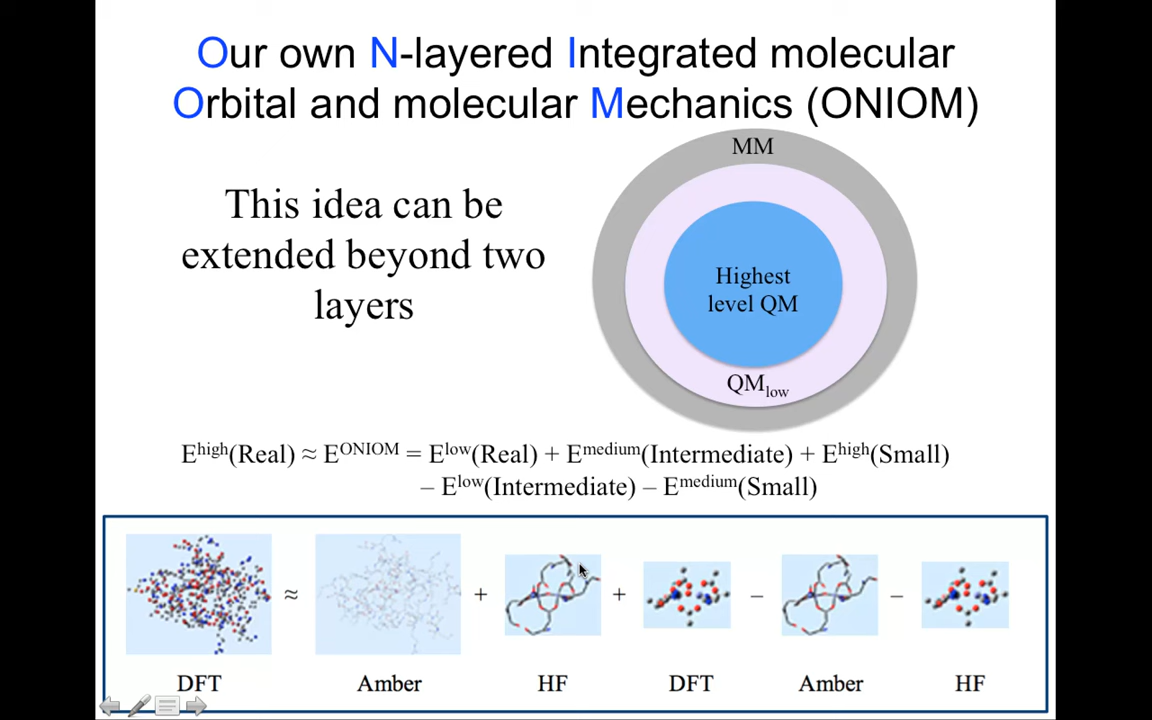 Our own N-layered Integrated molecular
Orbital and molecular Mechanics (ONIOM)
MM
This idea can be
extended beyond two
layers
Highest
level QM
QMlow
Ehigh(Real) ≈ EONIOM = Elow(Real) + Emedium(Intermediate) + Ehigh(Small)
– Elow(Intermediate) – Emedium(Small)
≈ + + – –
DFT Amber HF DFT Amber HF